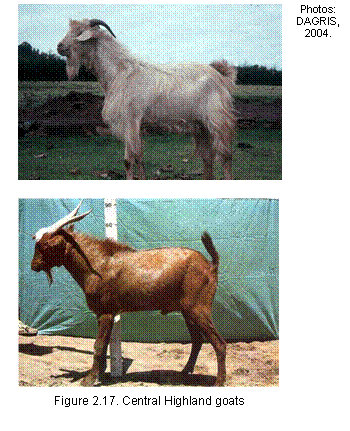 Photos:
DAGRIS,
2004.
Figure 2.17. Central Highland goats